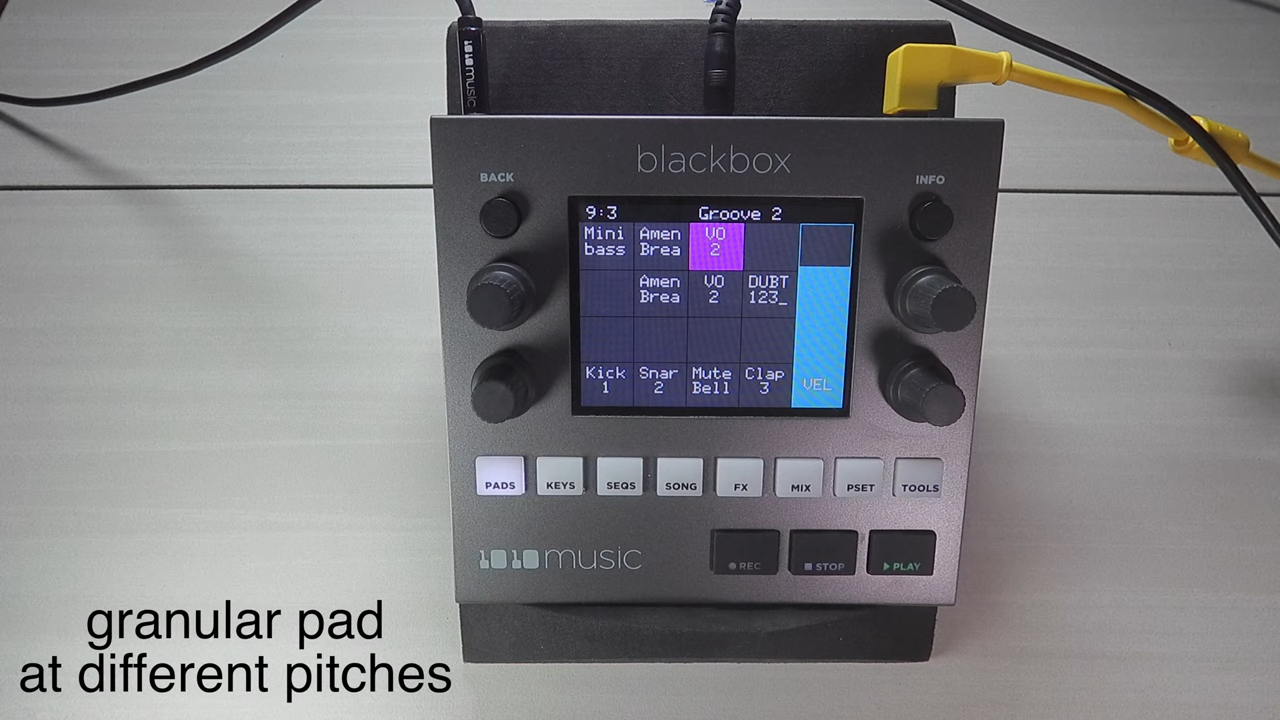 1010music
blackbox
BACK
INFO
9:3 Groove 2
Mini bass
Amen Brea
VO 2
Amen Brea
VO 2
DUBT 123_
Kick 1
Snar 2
Mute Bell
Clap 3
VEL
PADS
KEYS
SEQS
SONG
FX
MIX
PSET
TOOLS
1010music
REC
STOP
PLAY
granular pad
at different pitches